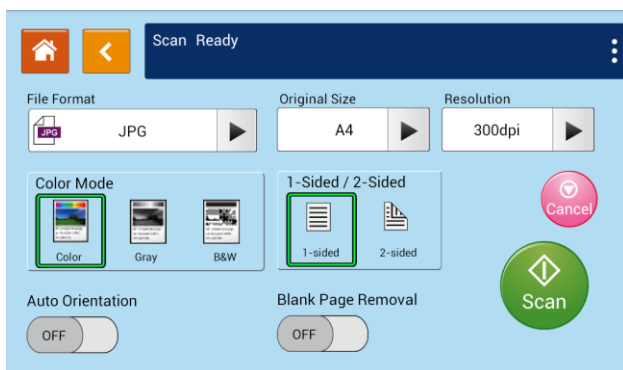 Scan Ready
File Format
Original Size
Resolution
JPG
JPG
A4
300dpi
Color Mode
1-Sided / 2-Sided
Color
Gray
B&W
1-sided
2-sided
Cancel
Auto Orientation
Blank Page Removal
Scan
OFF
OFF